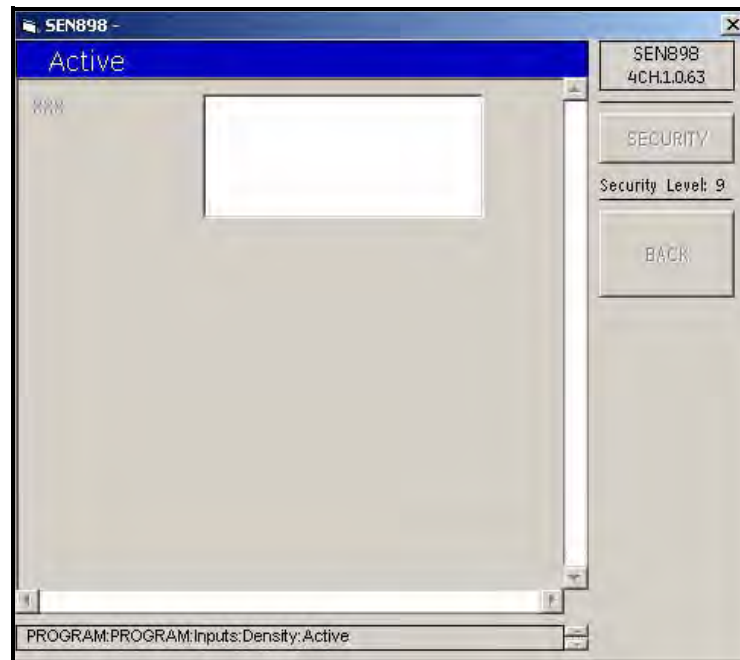 SEN898 -
Active
SEN898
4CH.1.0.63
SECURITY
Security Level: 9
BACK
PROGRAM:PROGRAM:Inputs:Density:Active